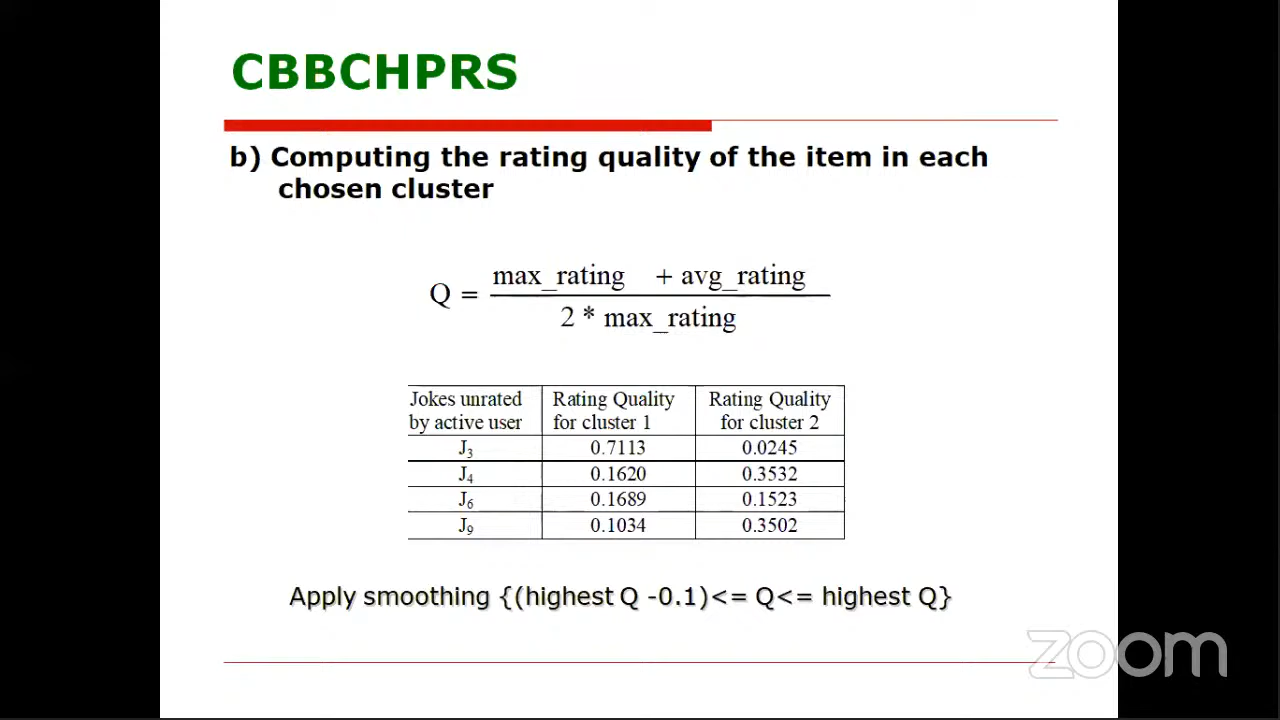 CBBCHPRS
b) Computing the rating quality of the item in each
chosen cluster
Q = max_rating + avg_rating
2 * max_rating
Jokes unrated by active user Rating Quality for cluster 1 Rating Quality for cluster 2
J3 0.7113 0.0245
J4 0.1620 0.3532
J6 0.1689 0.1523
J9 0.1034 0.3502
Apply smoothing {(highest Q -0.1)<= Q<= highest Q}
zoom